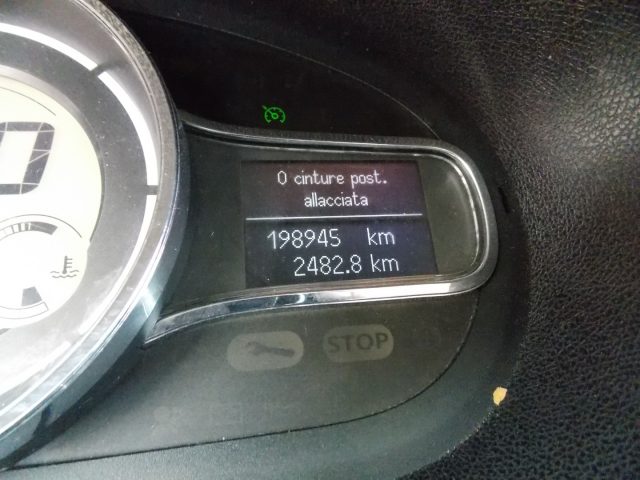 0 cinture post.
allacciata
198945 km
2482.8 km
STOP